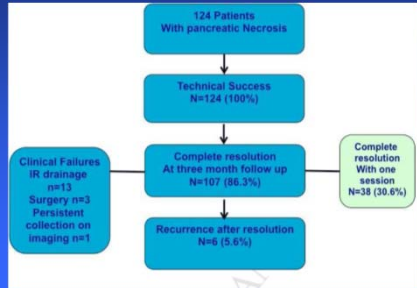 124 Patients
With pancreatic Necrosis
Technical Success
N=124 (100%)
Clinical Failures
IR drainage
n=13
Surgery n=3
Persistent
collection on
imaging n=1
Complete resolution
At three month follow up
N=107 (86.3%)
Complete
resolution
With one
session
N=38 (30.6%)
Recurrence after resolution
N=6 (5.6%)